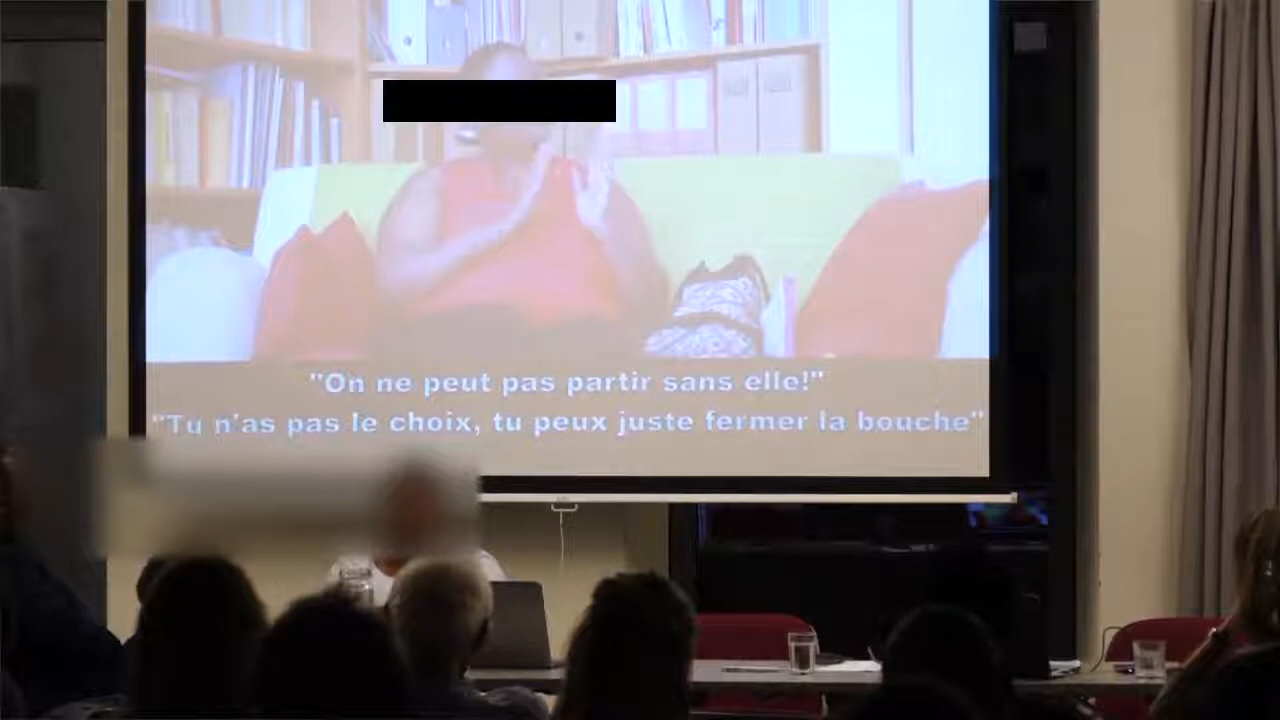 "On ne peut pas partir sans elle!"
"Tu n'as pas le choix, tu peux juste fermer la bouche"